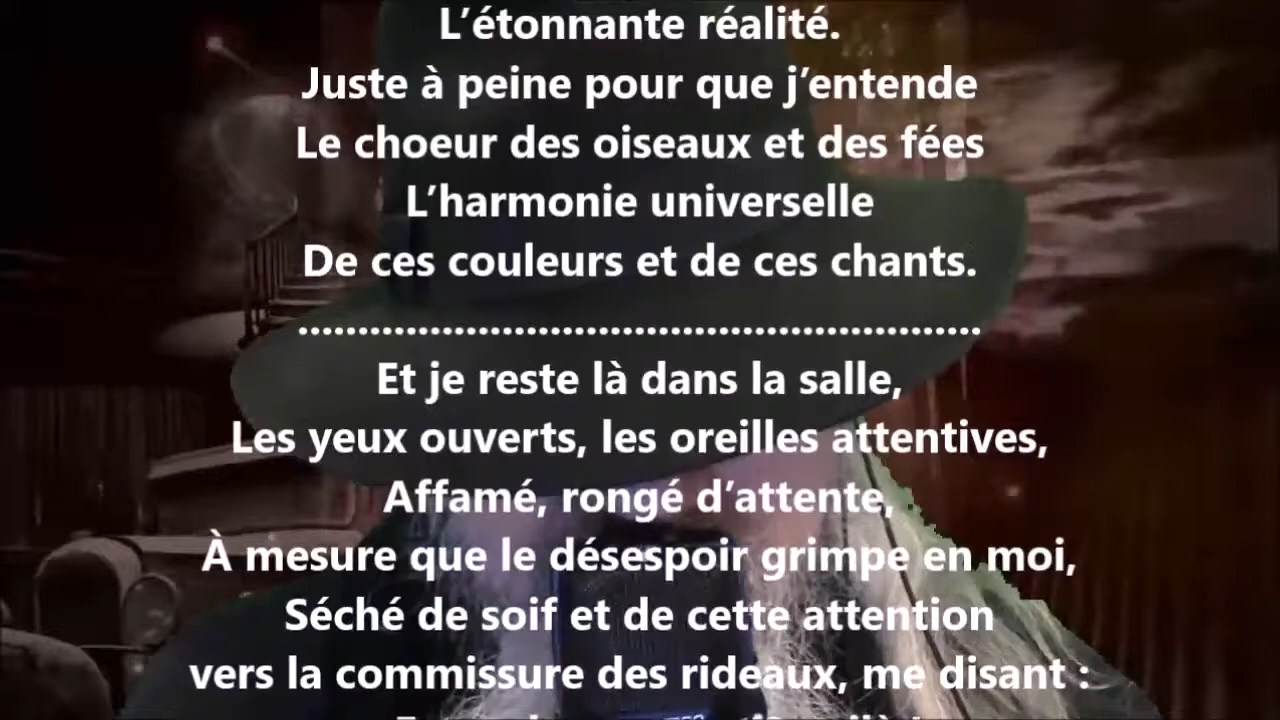 L’étonnante réalité.
Juste à peine pour que j’entende
Le choeur des oiseaux et des fées
L’harmonie universelle
De ces couleurs et de ces chants.
.........................................................
Et je reste là dans la salle,
Les yeux ouverts, les oreilles attentives,
Affamé, rongé d’attente,
À mesure que le désespoir grimpe en moi,
Séché de soif et de cette attention
vers la commissure des rideaux, me disant :